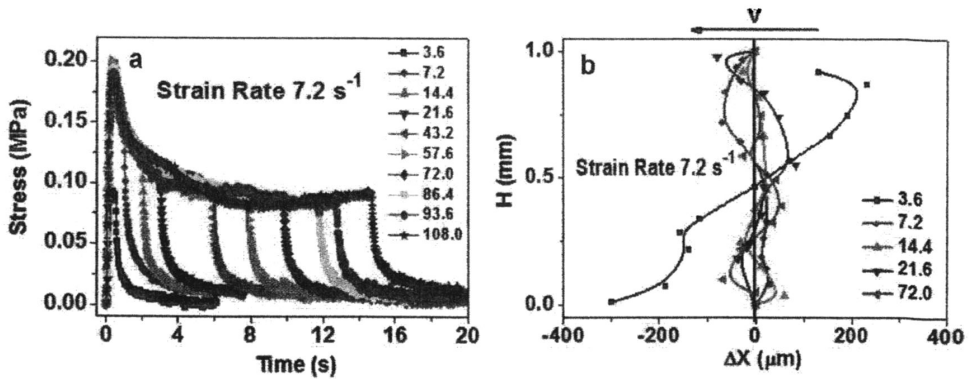 a
Strain Rate 7.2 s⁻¹
3.6
7.2
14.4
21.6
43.2
57.6
72.0
86.4
93.6
108.0
Stress (MPa)
0.20
0.15
0.10
0.05
0.00
0 4 8 12 16 20
Time (s)
V
b
Strain Rate 7.2 s⁻¹
3.6
7.2
14.4
21.6
72.0
H (mm)
1.0
0.5
0.0
-400 -200 0 200 400
ΔX (μm)